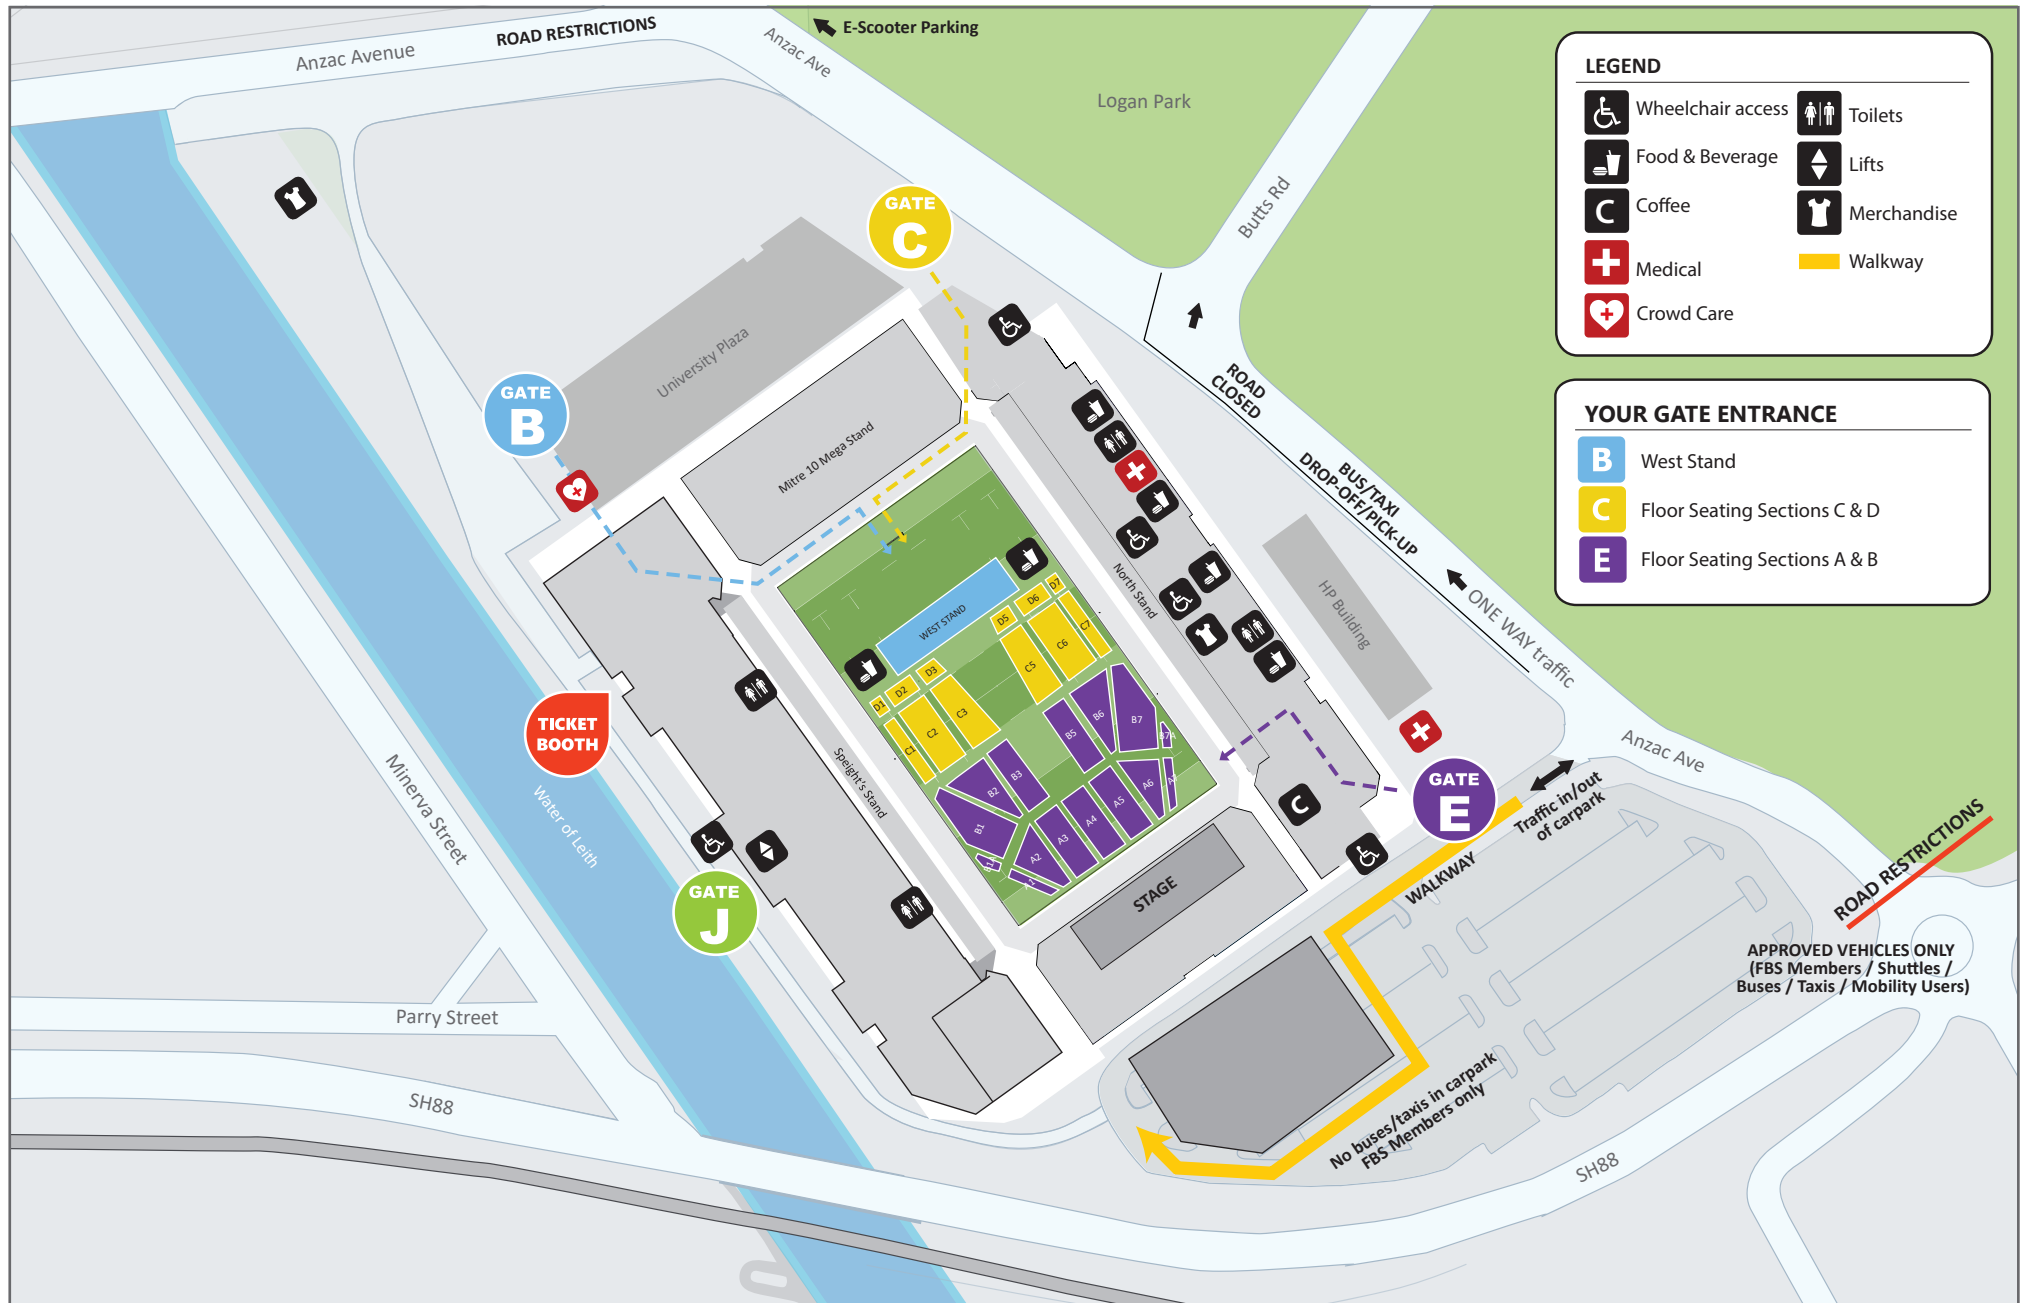 Anzac Avenue
ROAD RESTRICTIONS
Anzac Ave
E-Scooter Parking
Logan Park
Butts Rd
LEGEND
Wheelchair access
Food & Beverage
C
Coffee
Medical
Crowd Care
Toilets
Lifts
Merchandise
Walkway
YOUR GATE ENTRANCE
B
West Stand
C
Floor Seating Sections C & D
E
Floor Seating Sections A & B
GATE
C
GATE
B
University Plaza
Mitre 10 Mega Stand
ROAD
CLOSED
BUS/TAXI
DROP-OFF/PICK-UP
ONE WAY traffic
HP Building
North Stand
WEST STAND
D1
D2
D3
D5
D6
D7
C1
C2
C3
C5
C6
C7
B1
B2
B3
B5
B6
B7
B7A
A2
A3
A4
A5
A6
Speight's Stand
TICKET
BOOTH
Water of Leith
Minerva Street
GATE
J
STAGE
C
GATE
E
WALKWAY
Traffic in/out
of carpark
Anzac Ave
ROAD RESTRICTIONS
APPROVED VEHICLES ONLY
(FBS Members / Shuttles /
Buses / Taxis / Mobility Users)
No buses/taxis in carpark
FBS Members only
Parry Street
SH88
SH88